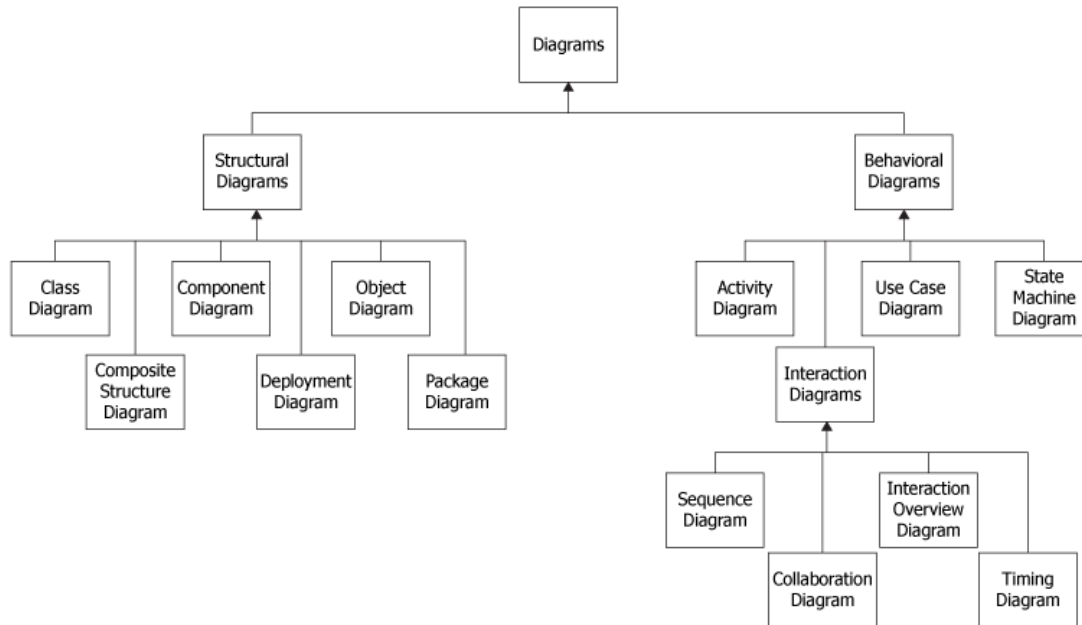 Diagrams
Structural
Diagrams
Behavioral
Diagrams
Class
Diagram
Component
Diagram
Object
Diagram
Activity
Diagram
Use Case
Diagram
State
Machine
Diagram
Composite
Structure
Diagram
Deployment
Diagram
Package
Diagram
Interaction
Diagrams
Sequence
Diagram
Interaction
Overview
Diagram
Collaboration
Diagram
Timing
Diagram